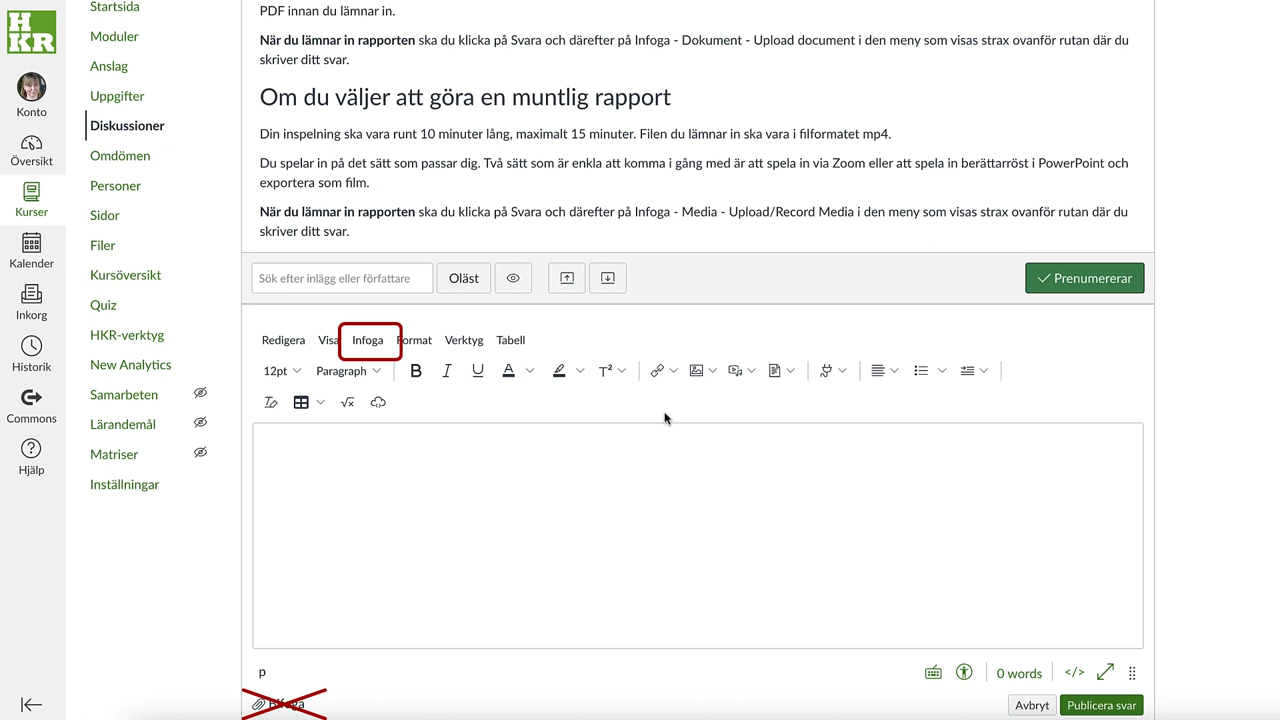 HKR
Konto
Översikt
Kurser
Kalender
Inkorg
Historik
Commons
Hjälp
Startsida
Moduler
Anslag
Uppgifter
Diskussioner
Omdömen
Personer
Sidor
Filer
Kursöversikt
Quiz
HKR-verktyg
New Analytics
Samarbeten
Lärandemål
Matriser
Inställningar
PDF innan du lämnar in.
När du lämnar in rapporten ska du klicka på Svara och därefter på Infoga - Dokument - Upload document i den meny som visas strax ovanför rutan där du
skriver ditt svar.
Om du väljer att göra en muntlig rapport
Din inspelning ska vara runt 10 minuter lång, maximalt 15 minuter. Filen du lämnar in ska vara i filformatet mp4.
Du spelar in på det sätt som passar dig. Två sätt som är enkla att komma i gång med är att spela in via Zoom eller att spela in berättarröst i PowerPoint och
exportera som film.
När du lämnar in rapporten ska du klicka på Svara och därefter på Infoga - Media - Upload/Record Media i den meny som visas strax ovanför rutan där du
skriver ditt svar.
Sök efter inlägg eller författare Oläst Prenumererar
Redigera Visa Infoga Format Verktyg Tabell
12pt Paragraph B I U A T²
√x
p 0 words </>
Bifoga Avbryt Publicera svar